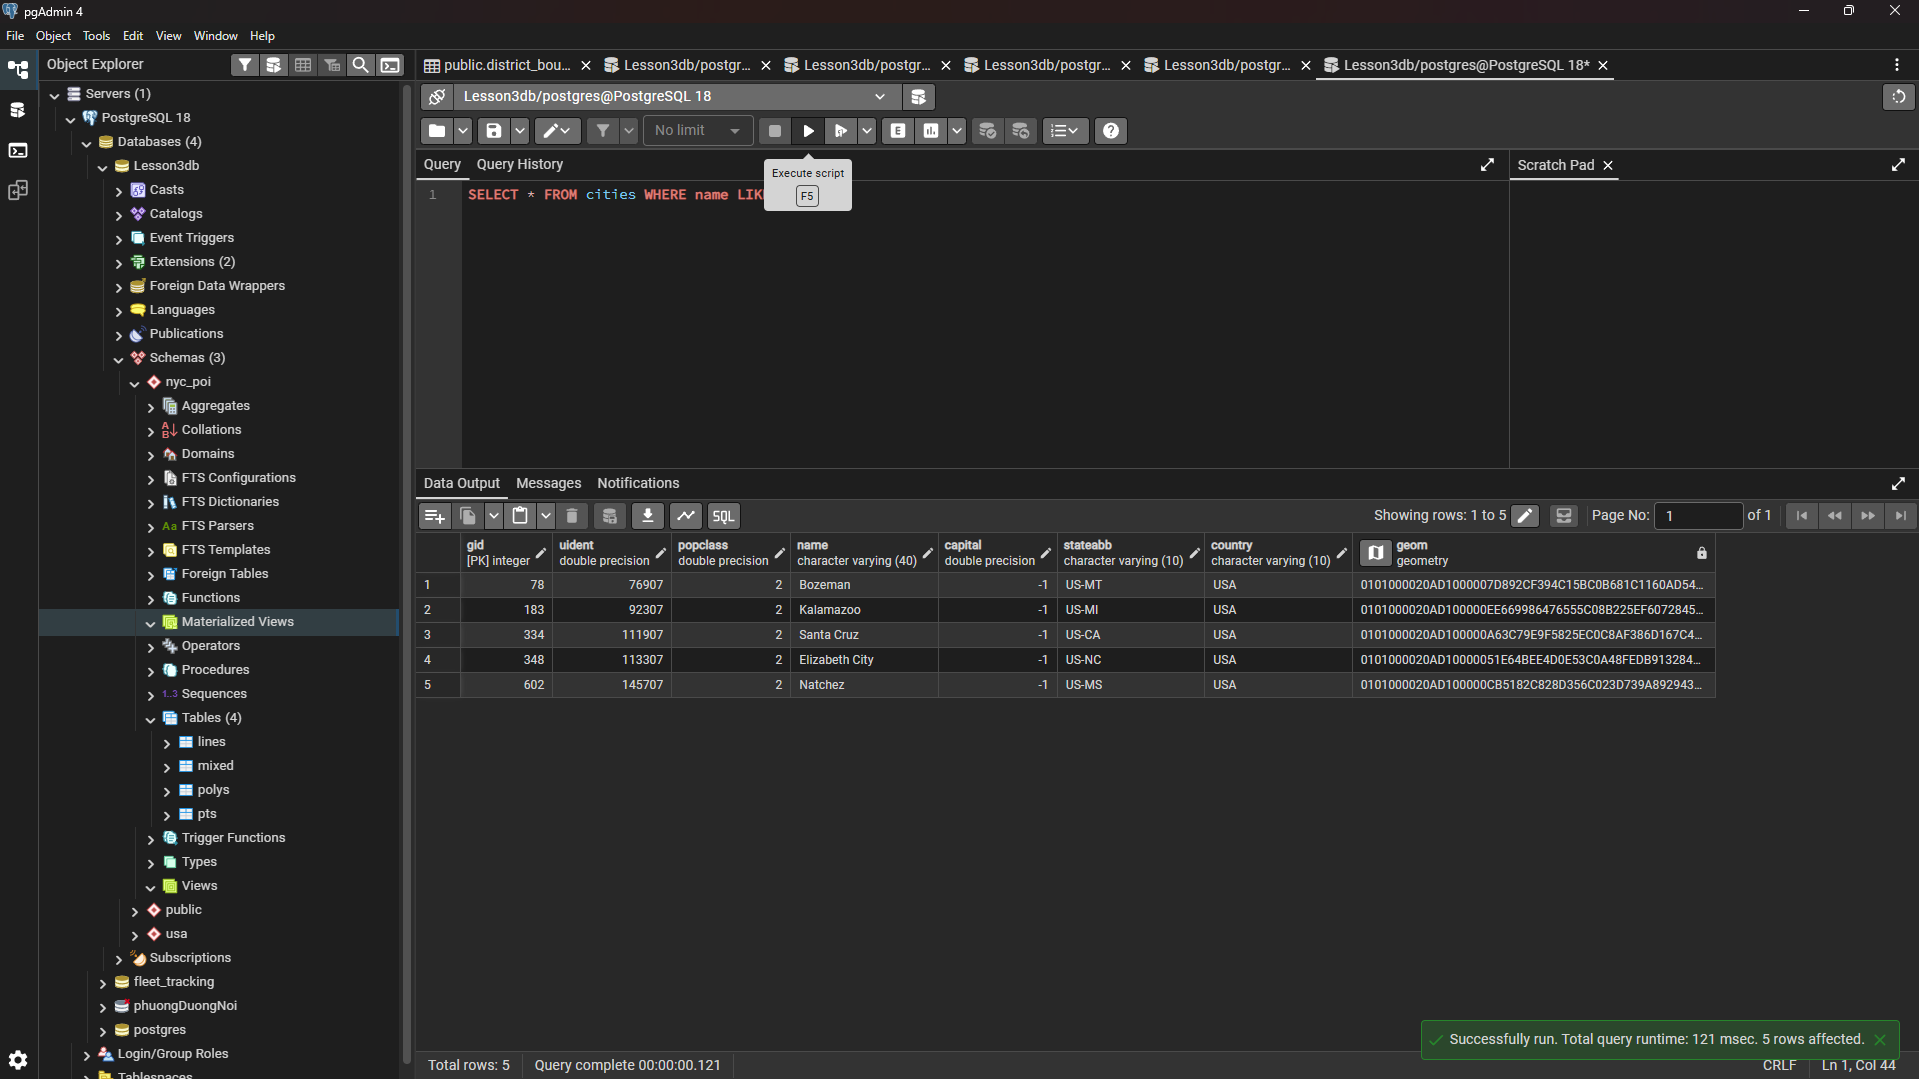 pgAdmin 4
File Object Tools Edit View Window Help
Object Explorer
Servers (1)
PostgreSQL 18
Databases (4)
Lesson3db
Casts
Catalogs
Event Triggers
Extensions (2)
Foreign Data Wrappers
Languages
Publications
Schemas (3)
nyc_poi
Aggregates
Collations
Domains
FTS Configurations
FTS Dictionaries
FTS Parsers
FTS Templates
Foreign Tables
Functions
Materialized Views
Operators
Procedures
Sequences
Tables (4)
lines
mixed
polys
pts
Trigger Functions
Types
Views
public
usa
Subscriptions
fleet_tracking
phuongDuongNoi
postgres
Login/Group Roles
Tablespaces
public.district_bou... Lesson3db/postgr... Lesson3db/postgr... Lesson3db/postgr... Lesson3db/postgr... Lesson3db/postgres@PostgreSQL 18*
Lesson3db/postgres@PostgreSQL 18
No limit
Query Query History
Scratch Pad
Execute script
F5
1 SELECT * FROM cities WHERE name LIK
Data Output Messages Notifications
SQL
Showing rows: 1 to 5 Page No: 1 of 1
gid [PK] integer uident double precision popclass double precision name character varying (40) capital double precision stateabb character varying (10) country character varying (10) geom geometry
1 78 76907 2 Bozeman -1 US-MT USA 0101000020AD1000007D892CF394C15BC0B681C1160AD54...
2 183 92307 2 Kalamazoo -1 US-MI USA 0101000020AD100000EE669986476555C08B225EF6072845...
3 334 111907 2 Santa Cruz -1 US-CA USA 0101000020AD100000A63C79E9F5825EC0C8AF386D167C4...
4 348 113307 2 Elizabeth City -1 US-NC USA 0101000020AD10000051E64BEE4D0E53C0A48FEDB913284...
5 602 145707 2 Natchez -1 US-MS USA 0101000020AD100000CB5182C828D356C023D739A892943...
Successfully run. Total query runtime: 121 msec. 5 rows affected.
Total rows: 5 Query complete 00:00:00.121 CRLF Ln 1, Col 44